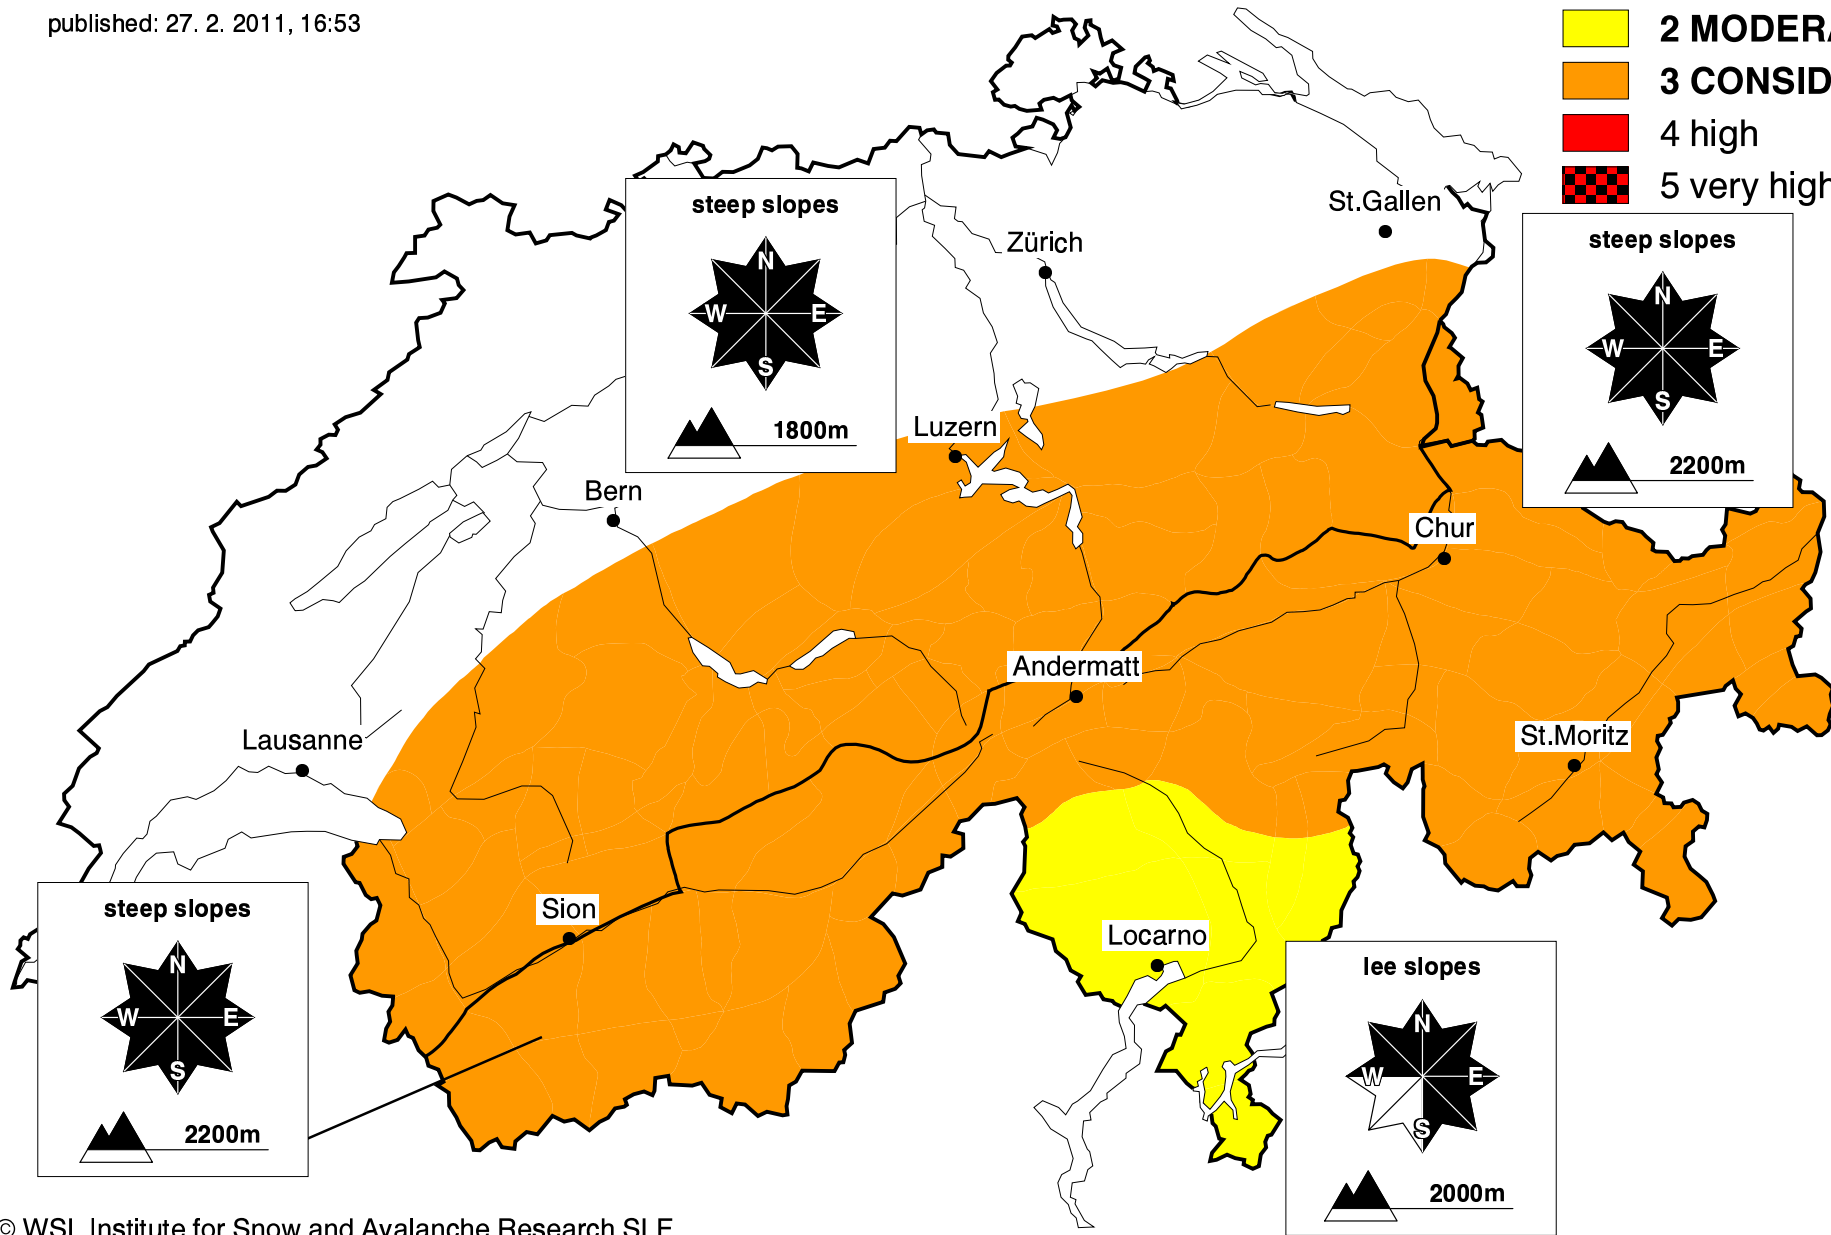 published: 27. 2. 2011, 16:53
4 high
5 very high
steep slopes
N
W E
S
1800m
St.Gallen
Zürich
steep slopes
N
W E
S
2200m
Luzern
Bern
Chur
Andermatt
Lausanne
St.Moritz
Sion
Locarno
steep slopes
N
W E
S
2200m
lee slopes
N
W E
S
2000m
© WSL Institute for Snow and Avalanche Research SLF
2
3